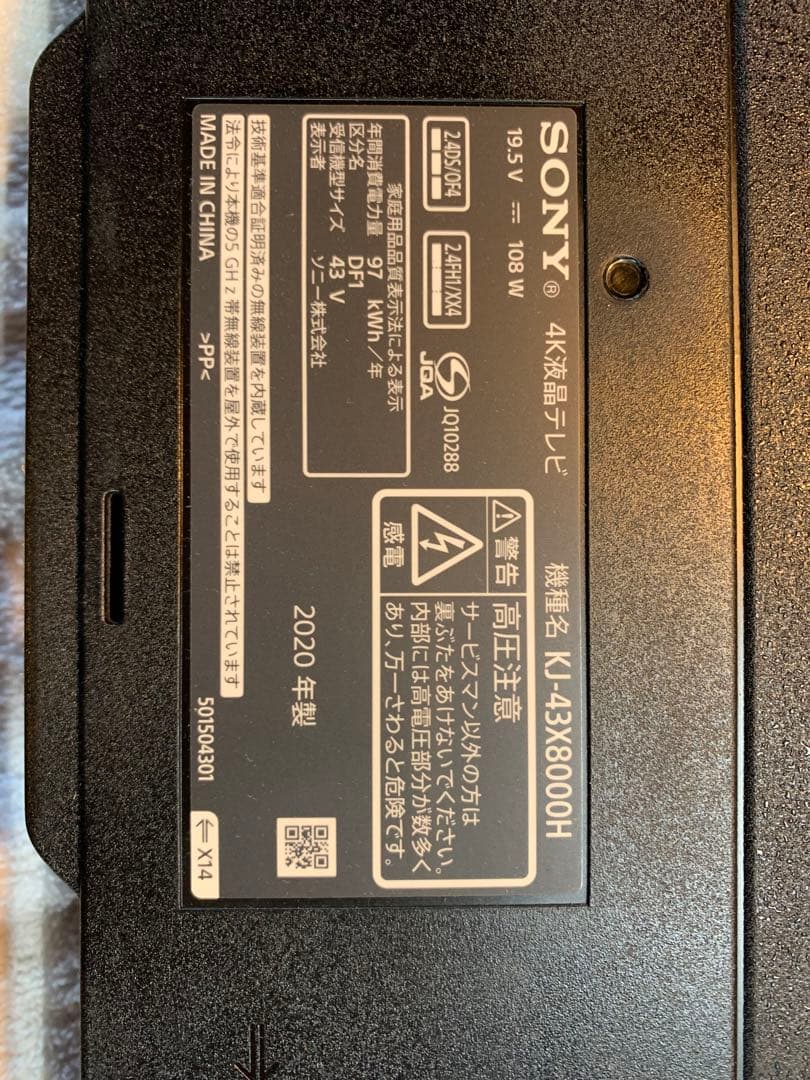 SONY® 4K液晶テレビ 機種名 KJ-43X8000H
19.5 V ⎓ 108 W
2.4DS/OF4
2.4FH1/XX4
JQA
JQ10288
家庭用品品質表示法による表示
年間消費電力量 97 kWh/年
区分名 DF1
受信機型サイズ 43 V
表示者 ソニー株式会社
警告
感電
高圧注意
サービスマン以外の方は
裏ぶたをあけないでください。
内部には高電圧部分が数多く
あり、万一さわると危険です。
2020 年製
技術基準適合証明済みの無線装置を内蔵しています
法令により本機の5 GHz 帯無線装置を屋外で使用することは禁止されています
MADE IN CHINA >PP< 501504301 ⇐ X14